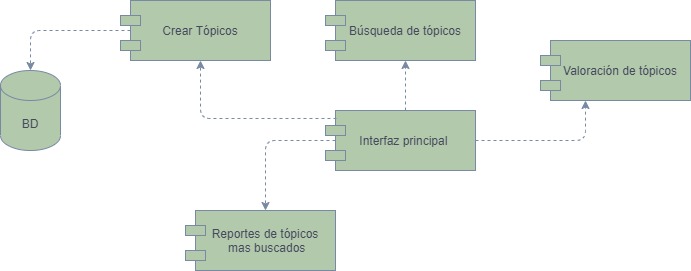 Crear Tópicos
Búsqueda de tópicos
Valoración de tópicos
BD
Interfaz principal
Reportes de tópicos
mas buscados